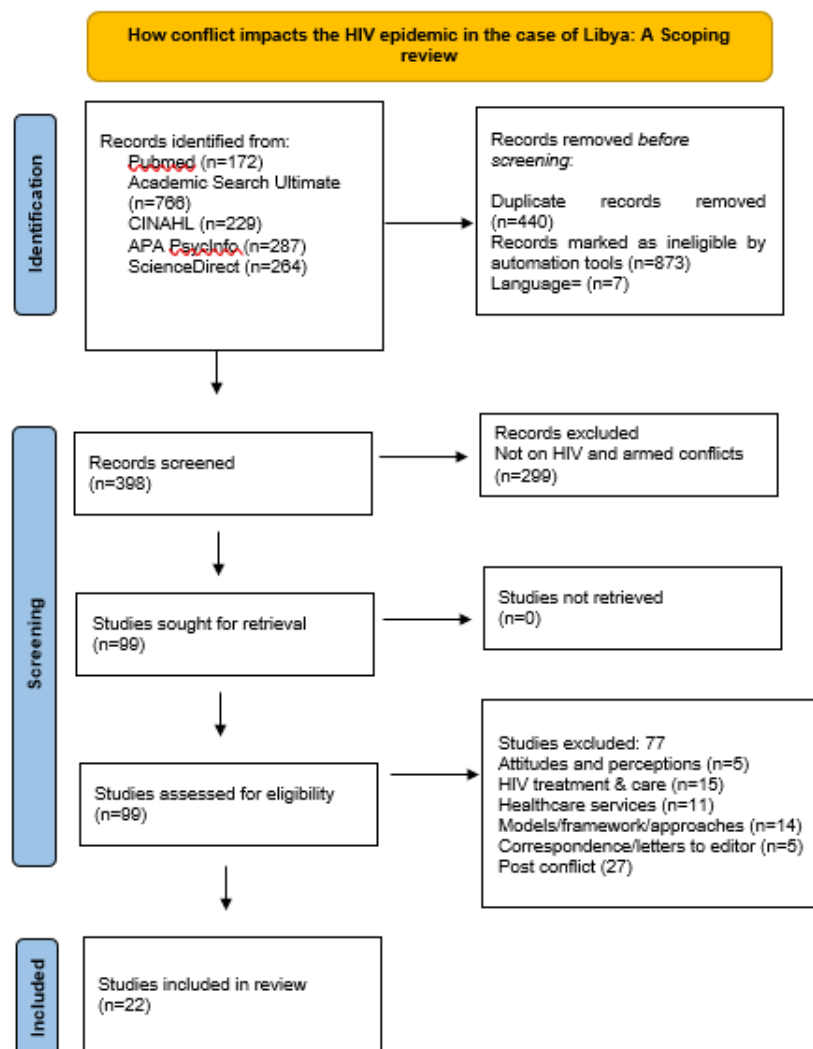 How conflict impacts the HIV epidemic in the case of Libya: A Scoping
review
Identification
Records identified from:
Pubmed (n=172)
Academic Search Ultimate
(n=766)
CINAHL (n=229)
APA PsycInfo (n=287)
ScienceDirect (n=264)
Records removed before
screening:
Duplicate records removed
(n=440)
Records marked as ineligible by
automation tools (n=873)
Language= (n=7)
Screening
Records screened
(n=398)
Records excluded
Not on HIV and armed conflicts
(n=299)
Studies sought for retrieval
(n=99)
Studies not retrieved
(n=0)
Studies assessed for eligibility
(n=99)
Studies excluded: 77
Attitudes and perceptions (n=5)
HIV treatment & care (n=15)
Healthcare services (n=11)
Models/framework/approaches (n=14)
Correspondence/letters to editor (n=5)
Post conflict (27)
Included
Studies included in review
(n=22)